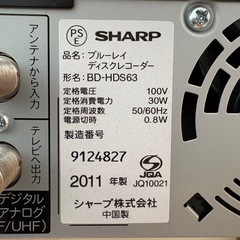 アンテナから入力
テレビへ出力
デジタル
アナログ
F/UHF)
PS
E
SHARP
品名: ブルーレイ
ディスクレコーダー
形名: BD-HDS63
定格電圧 100V
定格消費電力 30W
定格周波数 50/60Hz
電源切時 0.8W
製造番号
9124827
2011 年製
JQA
JQ10021
シャープ株式会社
中国製